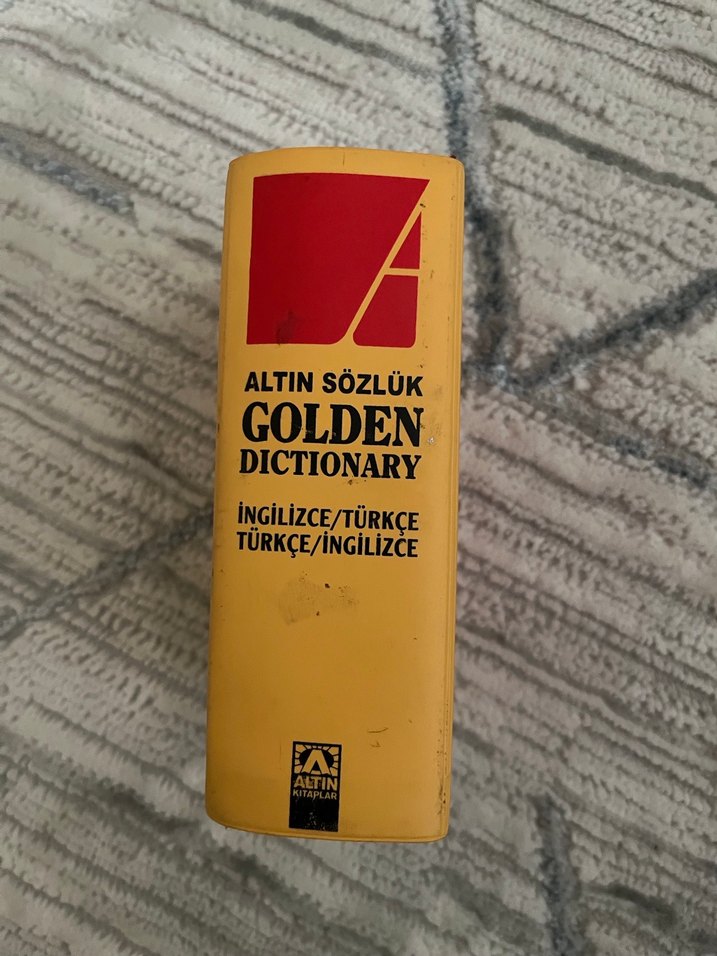 ALTIN SÖZLÜK
GOLDEN
DICTIONARY
İNGİLİZCE/TÜRKÇE
TÜRKÇE/İNGİLİZCE
ALTIN
KİTAPLAR